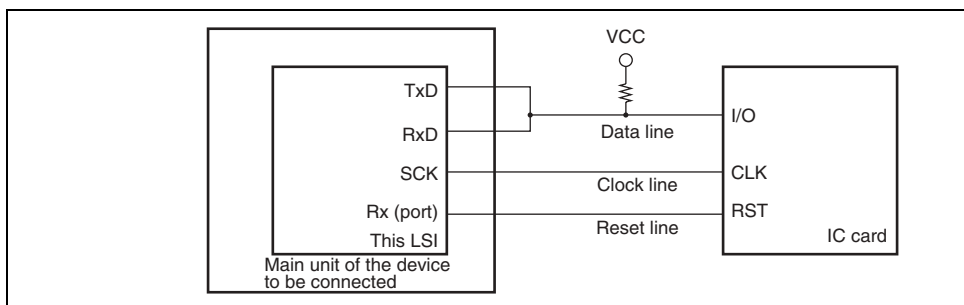 VCC
TxD
I/O
RxD
Data line
SCK
CLK
Clock line
Rx (port)
RST
Reset line
This LSI
IC card
Main unit of the device
to be connected